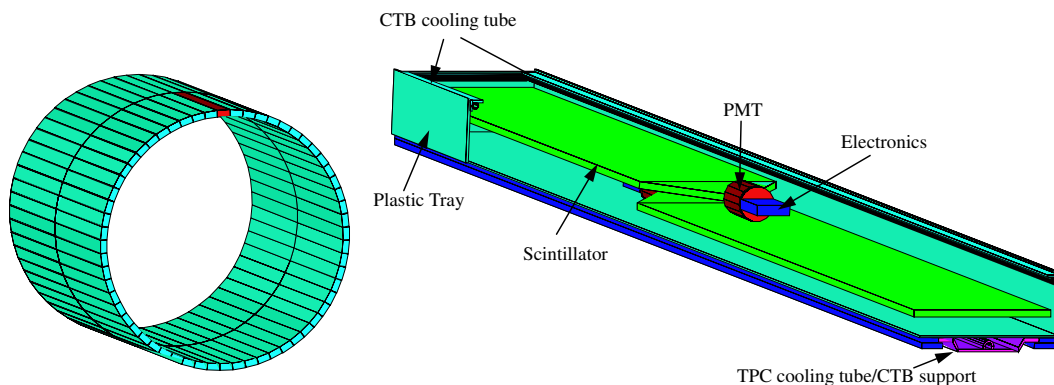 CTB cooling tube
PMT
Electronics
Plastic Tray
Scintillator
TPC cooling tube/CTB support